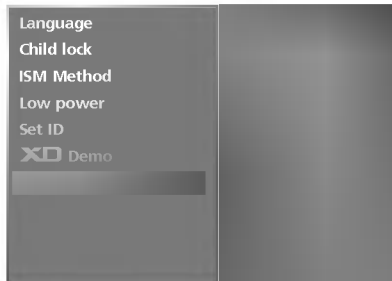 Language
Child lock
ISM Method
Low power
Set ID
XD Demo